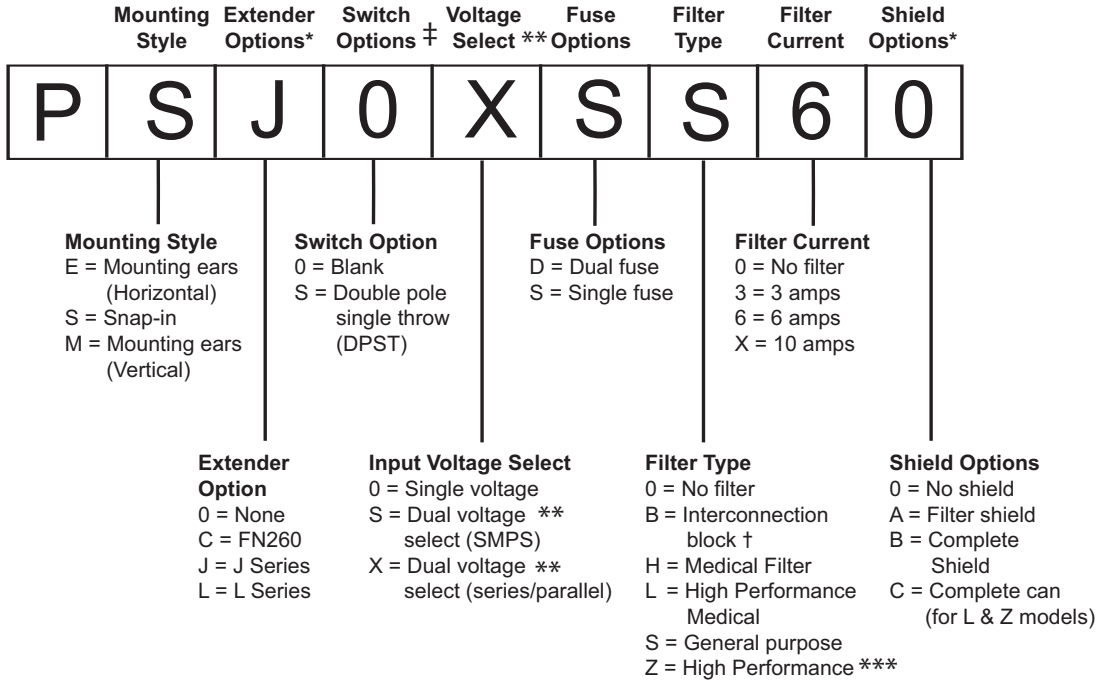 Mounting Style
Extender Options*
Switch Options ‡
Voltage Select **
Fuse Options
Filter Type
Filter Current
Shield Options*
P S J 0 X S S 6 0
Mounting Style
E = Mounting ears
(Horizontal)
S = Snap-in
M = Mounting ears
(Vertical)
Switch Option
0 = Blank
S = Double pole
single throw
(DPST)
Fuse Options
D = Dual fuse
S = Single fuse
Filter Current
0 = No filter
3 = 3 amps
6 = 6 amps
X = 10 amps
Extender
Option
0 = None
C = FN260
J = J Series
L = L Series
Input Voltage Select
0 = Single voltage
S = Dual voltage **
select (SMPS)
X = Dual voltage **
select (series/parallel)
Filter Type
0 = No filter
B = Interconnection
block †
H = Medical Filter
L = High Performance
Medical
S = General purpose
Z = High Performance ***
Shield Options
0 = No shield
A = Filter shield
B = Complete
Shield
C = Complete can
(for L & Z models)